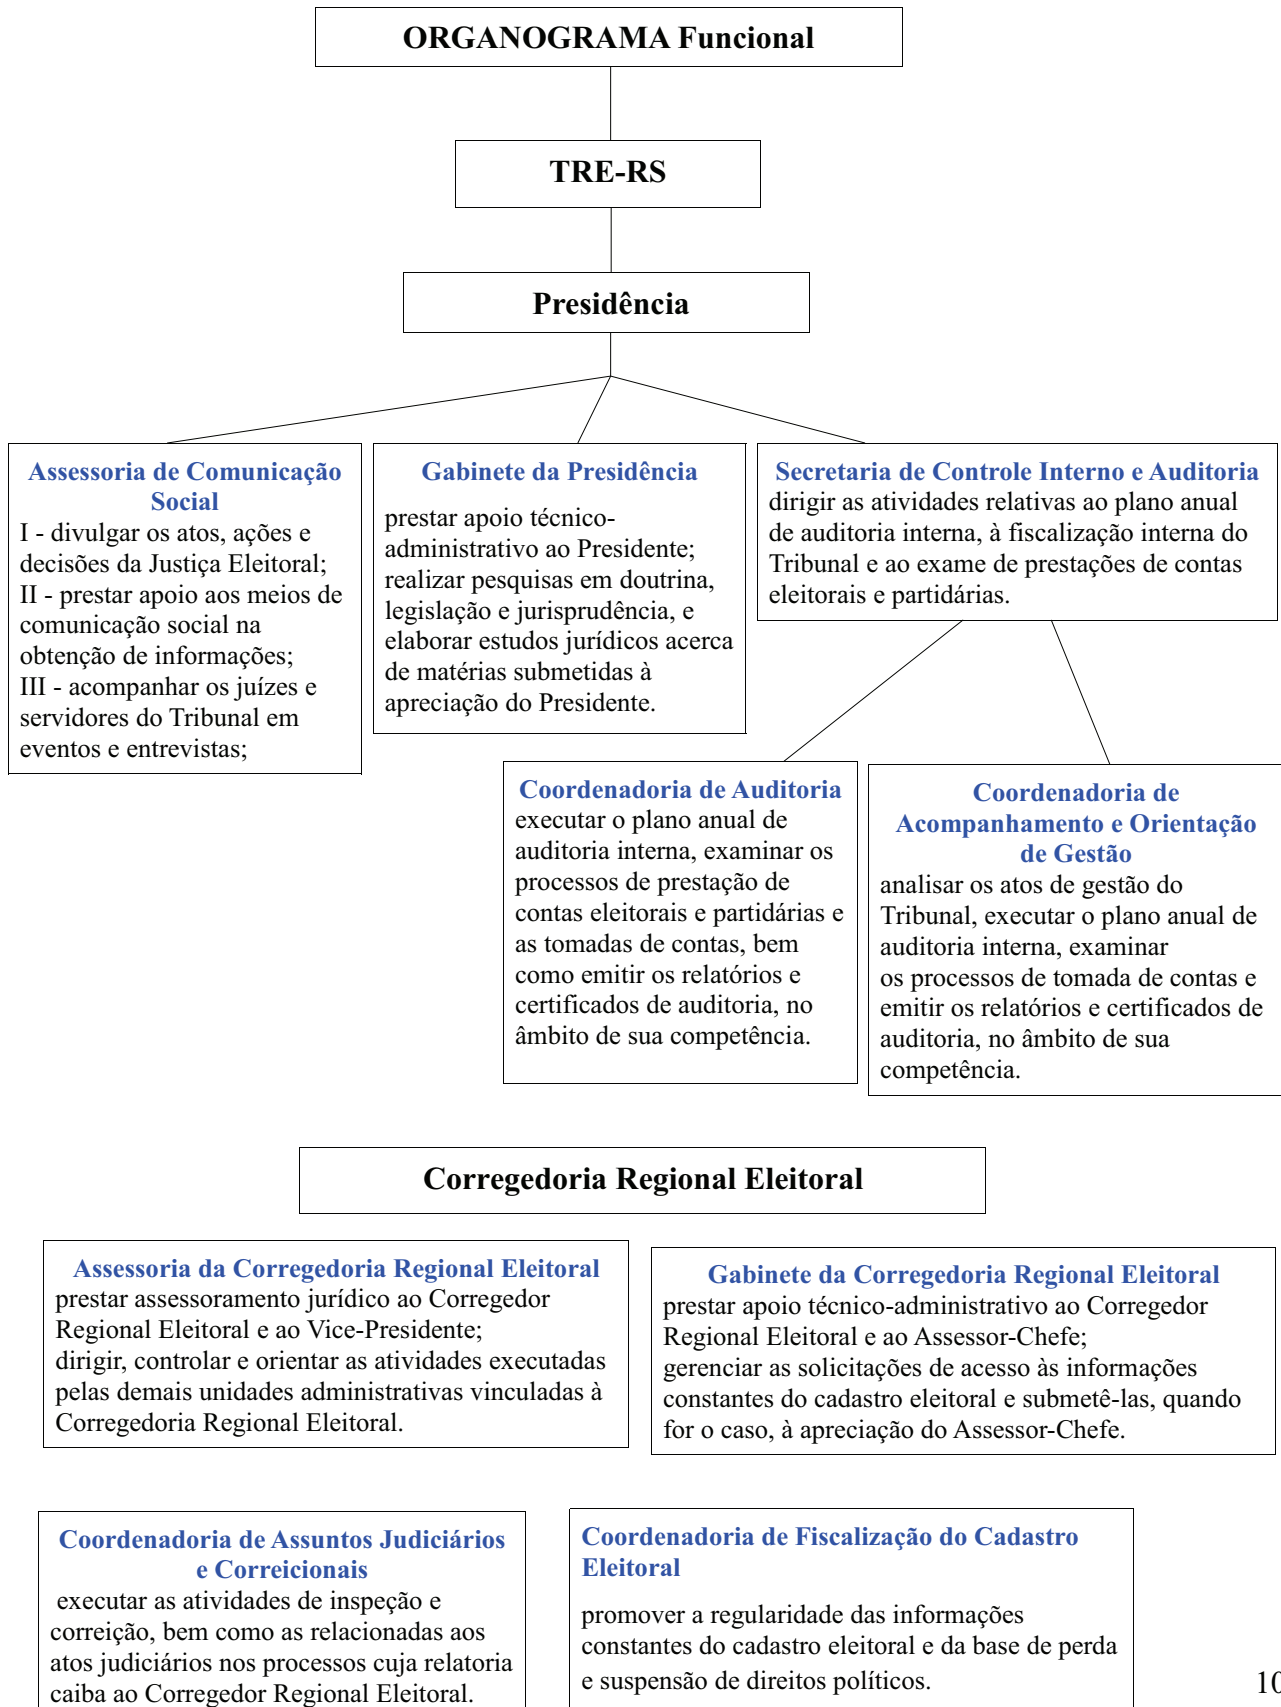 ORGANOGRAMA Funcional
TRE-RS
Presidência
Assessoria de Comunicação
Social
I - divulgar os atos, ações e
decisões da Justiça Eleitoral;
II - prestar apoio aos meios de
comunicação social na
obtenção de informações;
III - acompanhar os juízes e
servidores do Tribunal em
eventos e entrevistas;
Gabinete da Presidência
prestar apoio técnico-
administrativo ao Presidente;
realizar pesquisas em doutrina,
legislação e jurisprudência, e
elaborar estudos jurídicos acerca
de matérias submetidas à
apreciação do Presidente.
Secretaria de Controle Interno e Auditoria
dirigir as atividades relativas ao plano anual
de auditoria interna, à fiscalização interna do
Tribunal e ao exame de prestações de contas
eleitorais e partidárias.
Coordenadoria de Auditoria
executar o plano anual de
auditoria interna, examinar os
processos de prestação de
contas eleitorais e partidárias e
as tomadas de contas, bem
como emitir os relatórios e
certificados de auditoria, no
âmbito de sua competência.
Coordenadoria de
Acompanhamento e Orientação
de Gestão
analisar os atos de gestão do
Tribunal, executar o plano anual de
auditoria interna, examinar
os processos de tomada de contas e
emitir os relatórios e certificados de
auditoria, no âmbito de sua
competência.
Corregedoria Regional Eleitoral
Assessoria da Corregedoria Regional Eleitoral
prestar assessoramento jurídico ao Corregedor
Regional Eleitoral e ao Vice-Presidente;
dirigir, controlar e orientar as atividades executadas
pelas demais unidades administrativas vinculadas à
Corregedoria Regional Eleitoral.
Gabinete da Corregedoria Regional Eleitoral
prestar apoio técnico-administrativo ao Corregedor
Regional Eleitoral e ao Assessor-Chefe;
gerenciar as solicitações de acesso às informações
constantes do cadastro eleitoral e submetê-las, quando
for o caso, à apreciação do Assessor-Chefe.
Coordenadoria de Assuntos Judiciários
e Correicionais
executar as atividades de inspeção e
correição, bem como as relacionadas aos
atos judiciários nos processos cuja relatoria
caiba ao Corregedor Regional Eleitoral.
Coordenadoria de Fiscalização do Cadastro
Eleitoral
promover a regularidade das informações
constantes do cadastro eleitoral e da base de perda
e suspensão de direitos políticos.